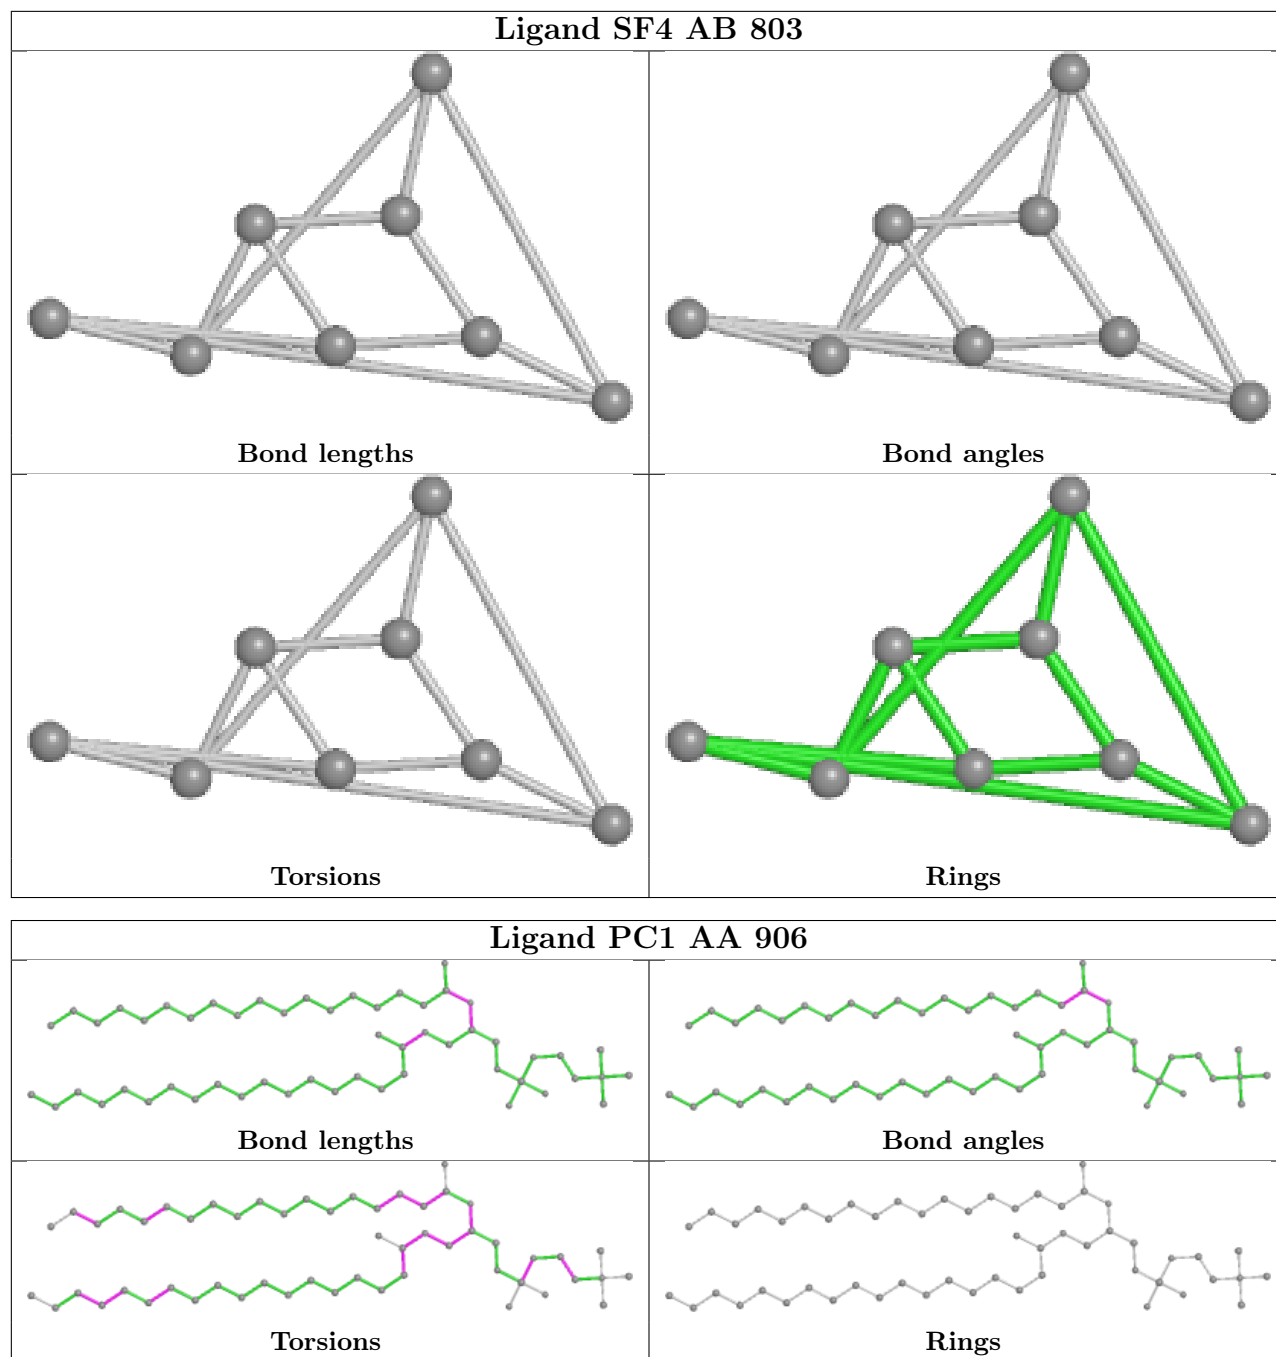 Ligand SF4 AB 803
Bond lengths
Bond angles
Torsions
Rings
Ligand PC1 AA 906
Bond lengths
Bond angles
Torsions
Rings